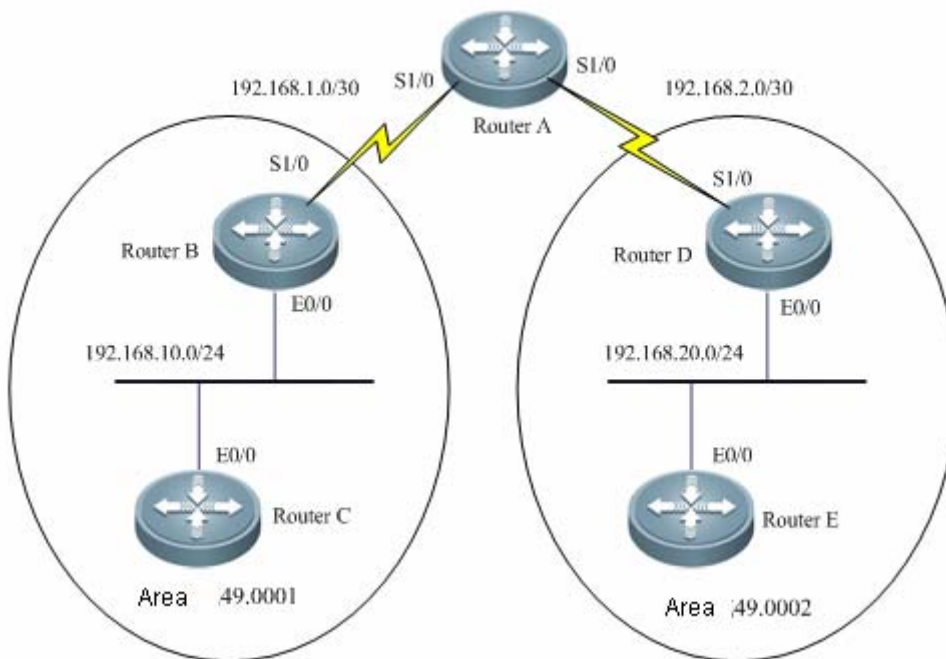 192.168.1.0/30
S1/0
S1/0
192.168.2.0/30
Router A
S1/0
S1/0
Router B
Router D
E0/0
E0/0
192.168.10.0/24
192.168.20.0/24
E0/0
E0/0
Router C
Router E
Area 49.0001
Area 49.0002